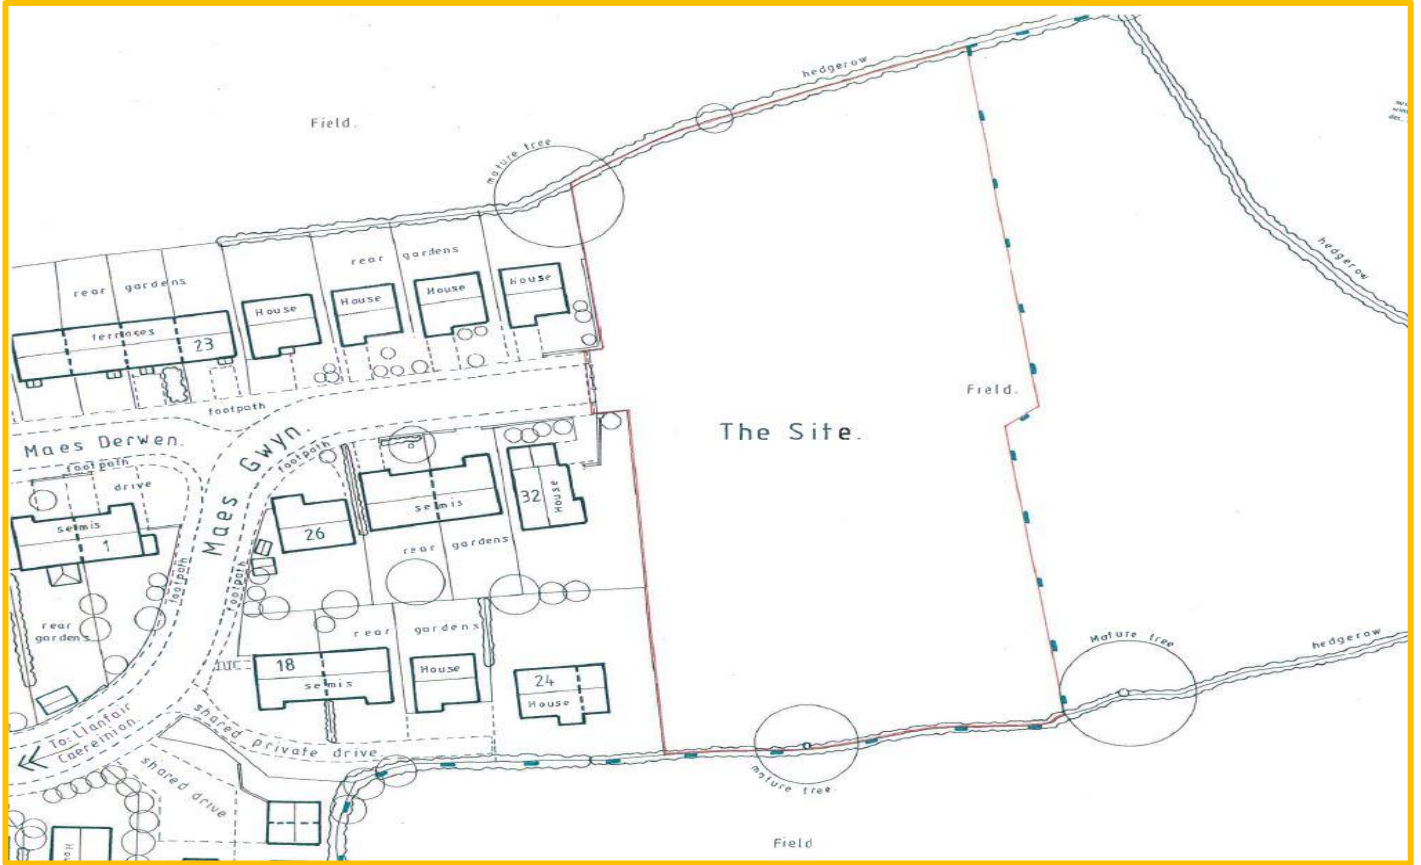 hedgerow
Field.
mature tree
rear gardens
rear gardens
hedgerow
House
House
House
House
Terraces
23
footpath
Field.
The Site.
Maes Derwen.
Maes Gwyn.
footpath
footpath
drive
semis
32
House
semis
1
26
rear gardens
footpath
footpath
rear
gardens
rear gardens
Mature tree
hedgerow
18
semis
House
24
House
To: Llanfair
Caereinion
shared private drive
shared drive
mature tree.
Field